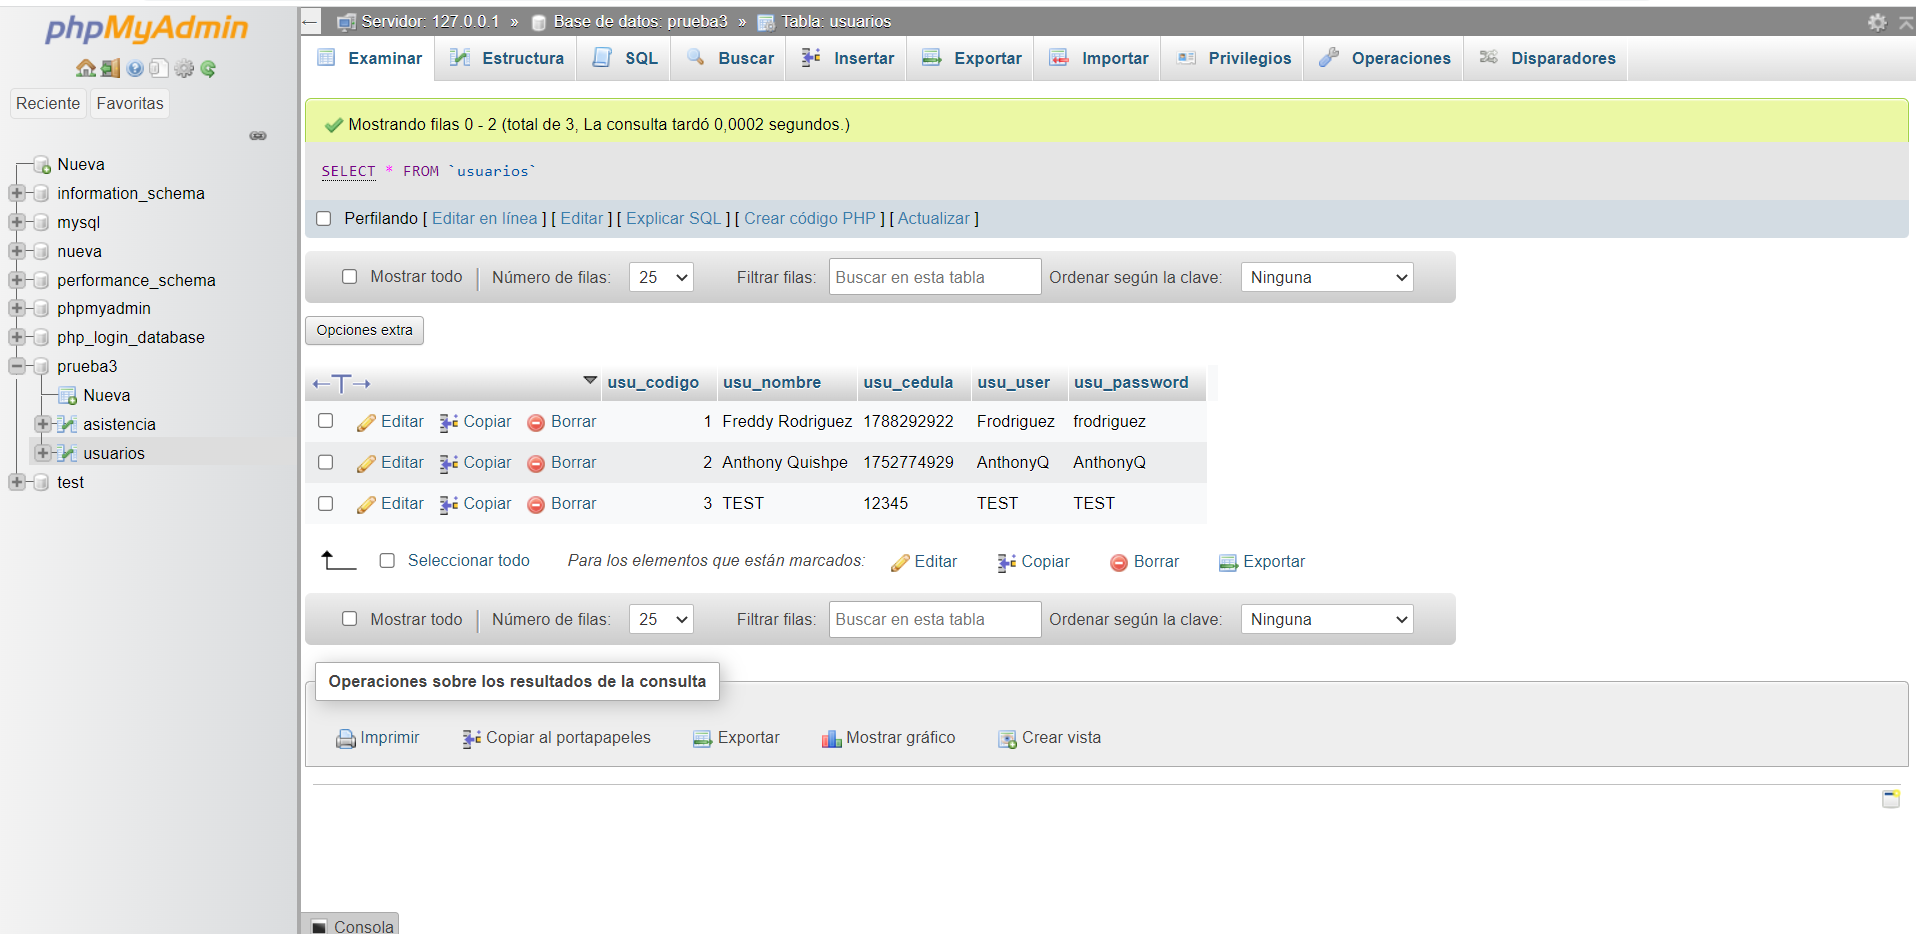 phpMyAdmin
Reciente Favoritas
Nueva
information_schema
mysql
nueva
performance_schema
phpmyadmin
php_login_database
prueba3
Nueva
asistencia
usuarios
test
Servidor: 127.0.0.1 » Base de datos: prueba3 » Tabla: usuarios
Examinar Estructura SQL Buscar Insertar Exportar Importar Privilegios Operaciones Disparadores
Mostrando filas 0 - 2 (total de 3, La consulta tardó 0,0002 segundos.)
SELECT * FROM `usuarios`
Perfilando [ Editar en línea ] [ Editar ] [ Explicar SQL ] [ Crear código PHP ] [ Actualizar ]
Mostrar todo Número de filas: 25 Filtrar filas: Buscar en esta tabla Ordenar según la clave: Ninguna
Opciones extra
←T→ usu_codigo usu_nombre usu_cedula usu_user usu_password
Editar Copiar Borrar 1 Freddy Rodriguez 1788292922 Frodriguez frodriguez
Editar Copiar Borrar 2 Anthony Quishpe 1752774929 AnthonyQ AnthonyQ
Editar Copiar Borrar 3 TEST 12345 TEST TEST
Seleccionar todo Para los elementos que están marcados: Editar Copiar Borrar Exportar
Mostrar todo Número de filas: 25 Filtrar filas: Buscar en esta tabla Ordenar según la clave: Ninguna
Operaciones sobre los resultados de la consulta
Imprimir Copiar al portapapeles Exportar Mostrar gráfico Crear vista
Consola